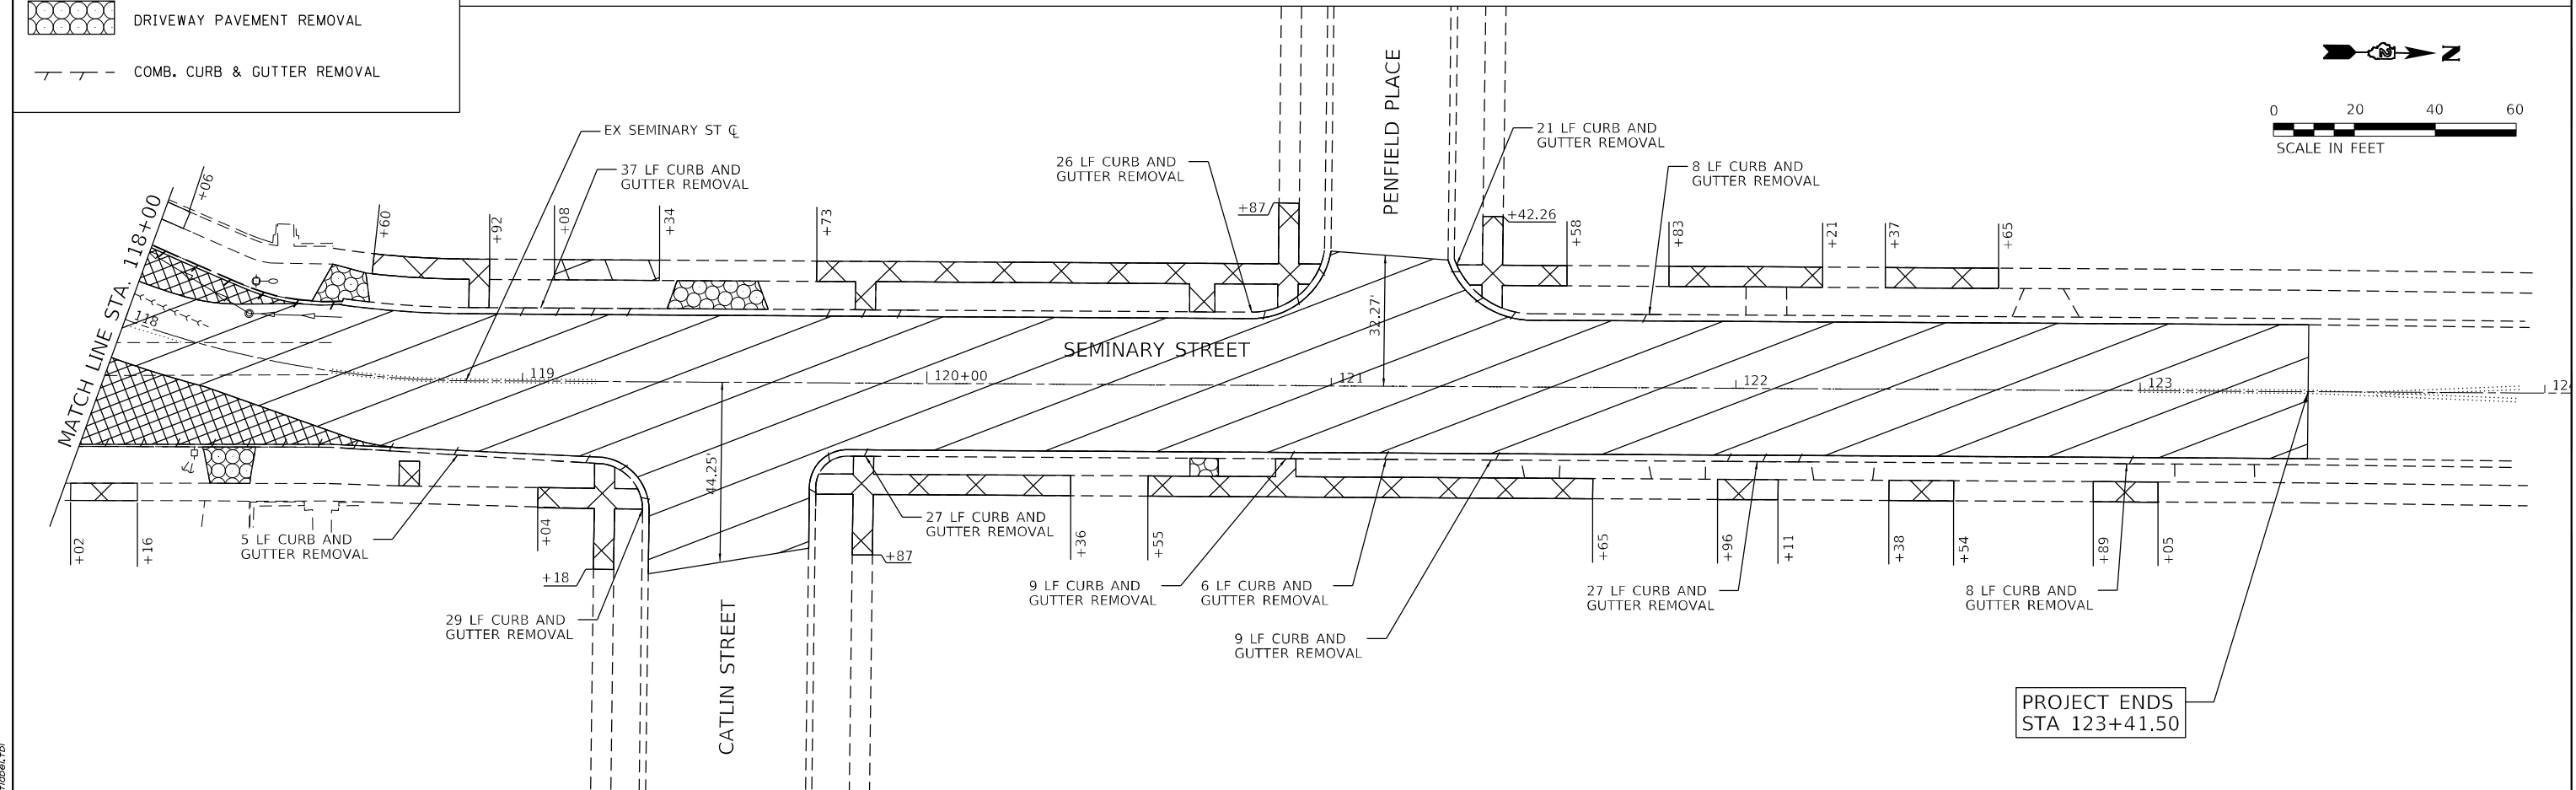 DRIVEWAY PAVEMENT REMOVAL
COMB. CURB & GUTTER REMOVAL
N
0 20 40 60
SCALE IN FEET
PENFIELD PLACE
EX SEMINARY ST ℄
37 LF CURB AND
GUTTER REMOVAL
26 LF CURB AND
GUTTER REMOVAL
21 LF CURB AND
GUTTER REMOVAL
8 LF CURB AND
GUTTER REMOVAL
MATCH LINE STA. 118+00
+06
+60
+92
+08
+34
+73
+87
+42.26
+58
+83
+21
+37
+65
32.27'
SEMINARY STREET
118
119
120+00
121
122
123
124
44.25'
+02
+16
5 LF CURB AND
GUTTER REMOVAL
+04
+18
29 LF CURB AND
GUTTER REMOVAL
CATLIN STREET
+87
27 LF CURB AND
GUTTER REMOVAL
+36
+55
9 LF CURB AND
GUTTER REMOVAL
6 LF CURB AND
GUTTER REMOVAL
9 LF CURB AND
GUTTER REMOVAL
+65
27 LF CURB AND
GUTTER REMOVAL
+96
+11
+38
+54
8 LF CURB AND
GUTTER REMOVAL
+89
+05
PROJECT ENDS
STA 123+41.50